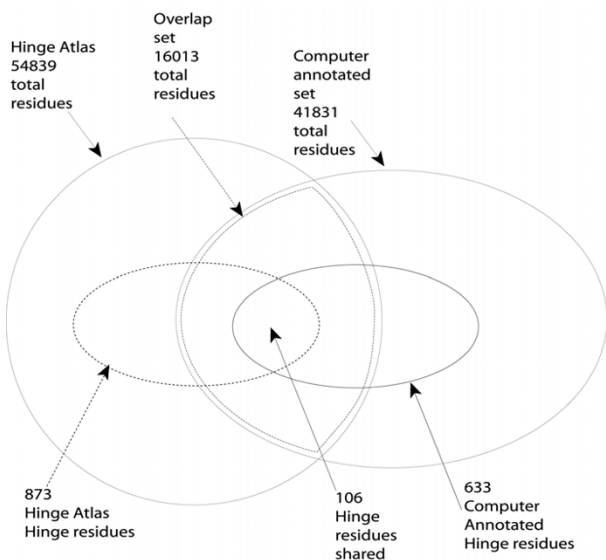 Hinge Atlas
54839
total
residues
Overlap
set
16013
total
residues
Computer
annotated
set
41831
total
residues
873
Hinge Atlas
Hinge residues
106
Hinge
residues
shared
633
Computer
Annotated
Hinge residues